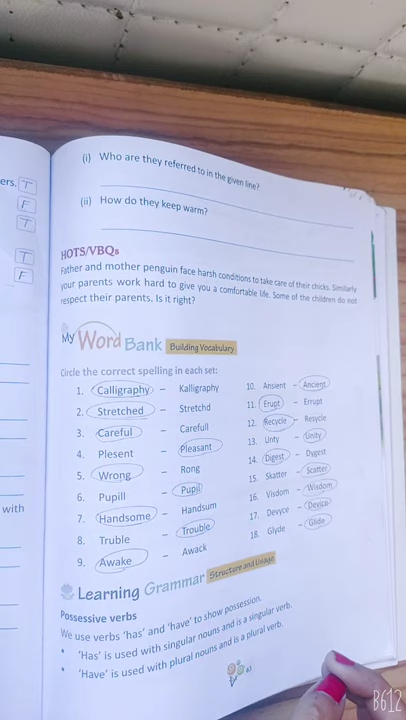 ers. T
F
T
T
F
with
(i) Who are they referred to in the given line?
(ii) How do they keep warm?
HOTS/VBQs
Father and mother penguin face harsh conditions to take care of their chicks. Similarly
your parents work hard to give you a comfortable life. Some of the children do not
respect their parents. Is it right?
My Word Bank Building Vocabulary
Circle the correct spelling in each set:
1. Calligraphy – Kalligraphy
2. Stretched – Stretchd
3. Careful – Carefull
4. Plesent – Pleasant
5. Wrong – Rong
6. Pupill – Pupil
7. Handsome – Handsum
8. Truble – Trouble
9. Awake – Awack
10. Ansient – Ancient
11. Erupt – Errupt
12. Recycle – Resycle
13. Unty – Unity
14. Digest – Dygest
15. Skatter – Scatter
16. Visdom – Wisdom
17. Devyce – Device
18. Glyde – Glide
Learning Grammar Structure and Usage
Possessive verbs
We use verbs 'has' and 'have' to show possession.
• 'Has' is used with singular nouns and is a singular verb.
• 'Have' is used with plural nouns and is a plural verb.
B612